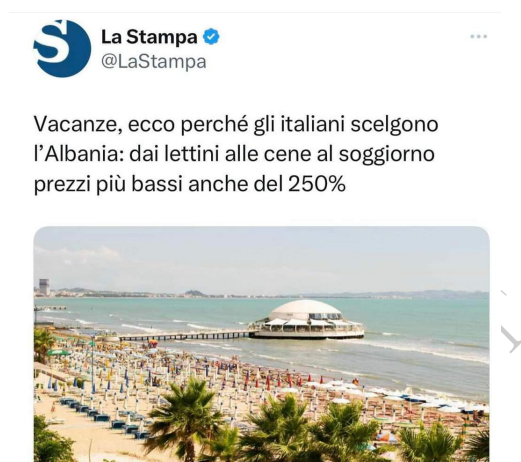 La Stampa
@LaStampa
Vacanze, ecco perché gli italiani scelgono
l’Albania: dai lettini alle cene al soggiorno
prezzi più bassi anche del 250%